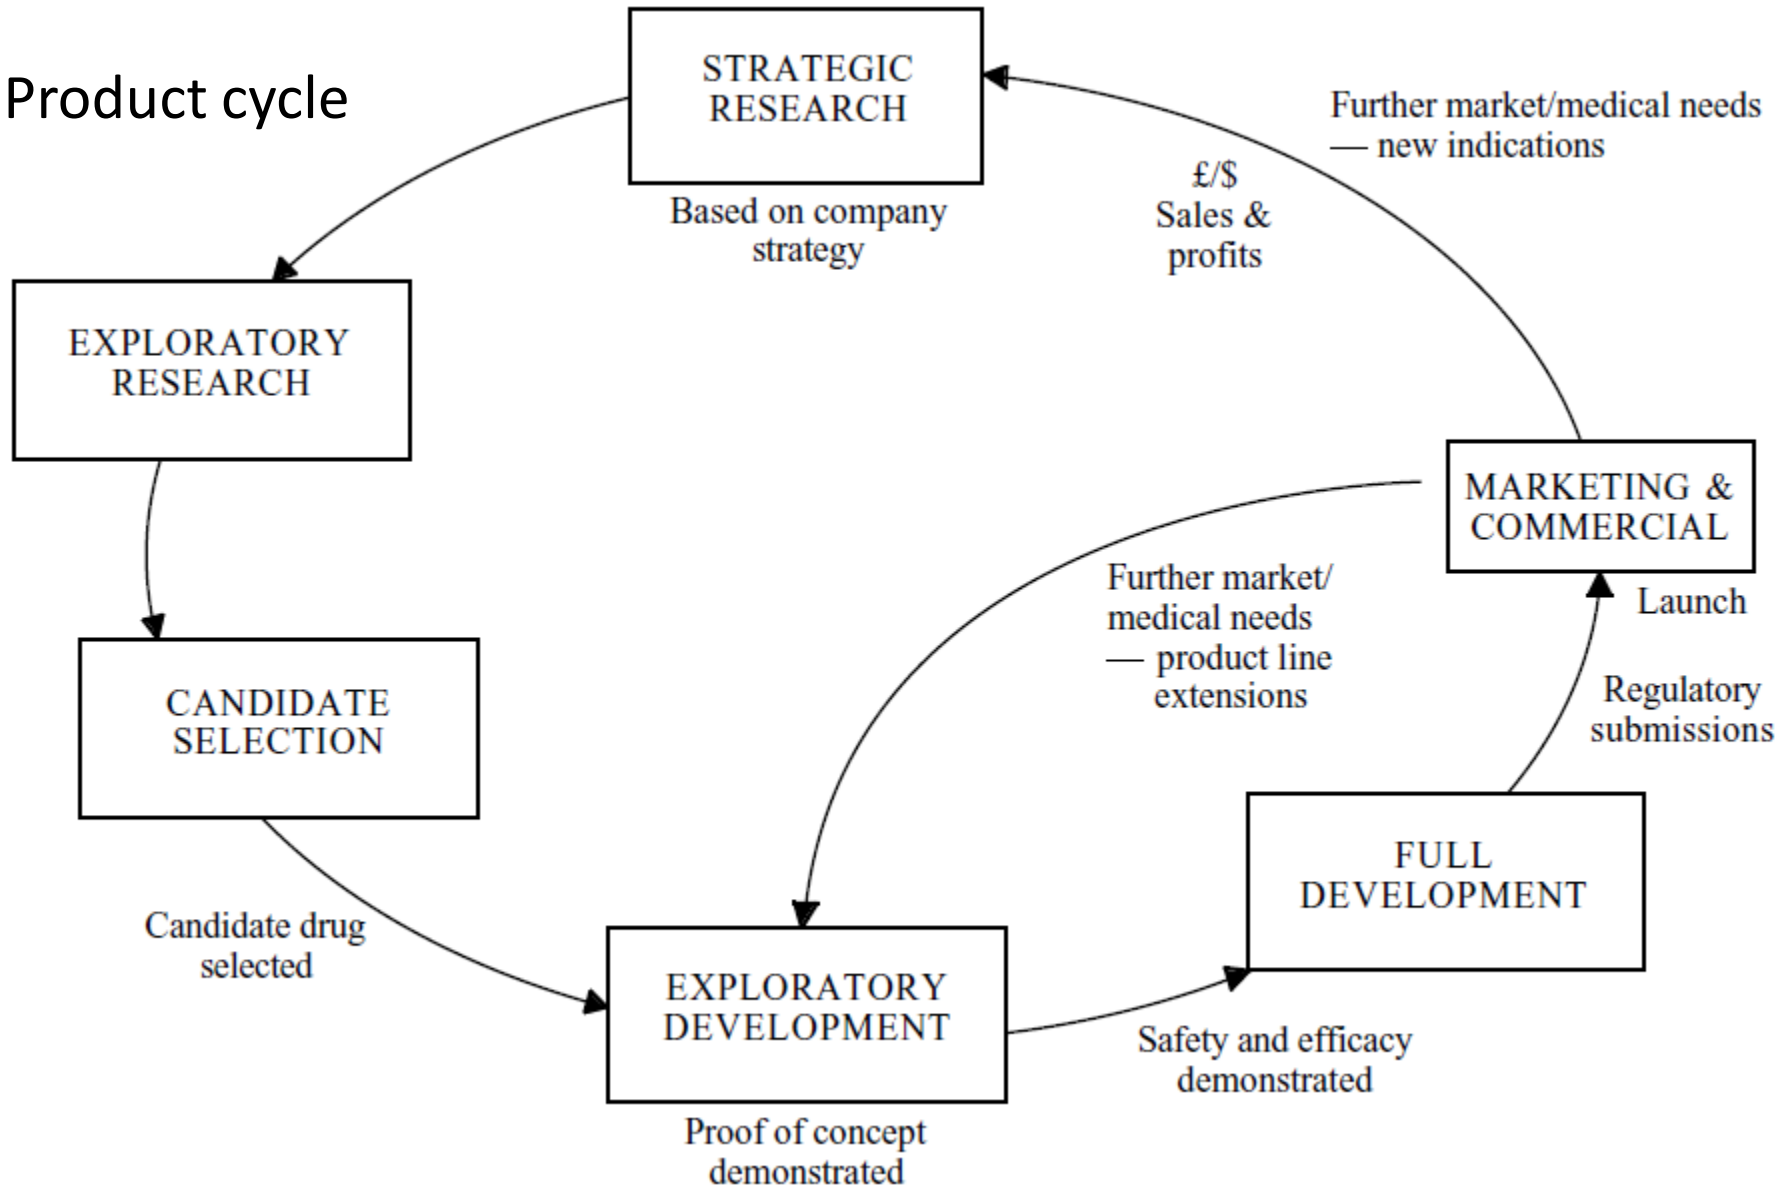 Product cycle
STRATEGIC
RESEARCH
Based on company
strategy
Further market/medical needs
— new indications
£/$
Sales &
profits
EXPLORATORY
RESEARCH
MARKETING &
COMMERCIAL
Launch
Further market/
medical needs
— product line
extensions
Regulatory
submissions
CANDIDATE
SELECTION
Candidate drug
selected
FULL
DEVELOPMENT
EXPLORATORY
DEVELOPMENT
Proof of concept
demonstrated
Safety and efficacy
demonstrated